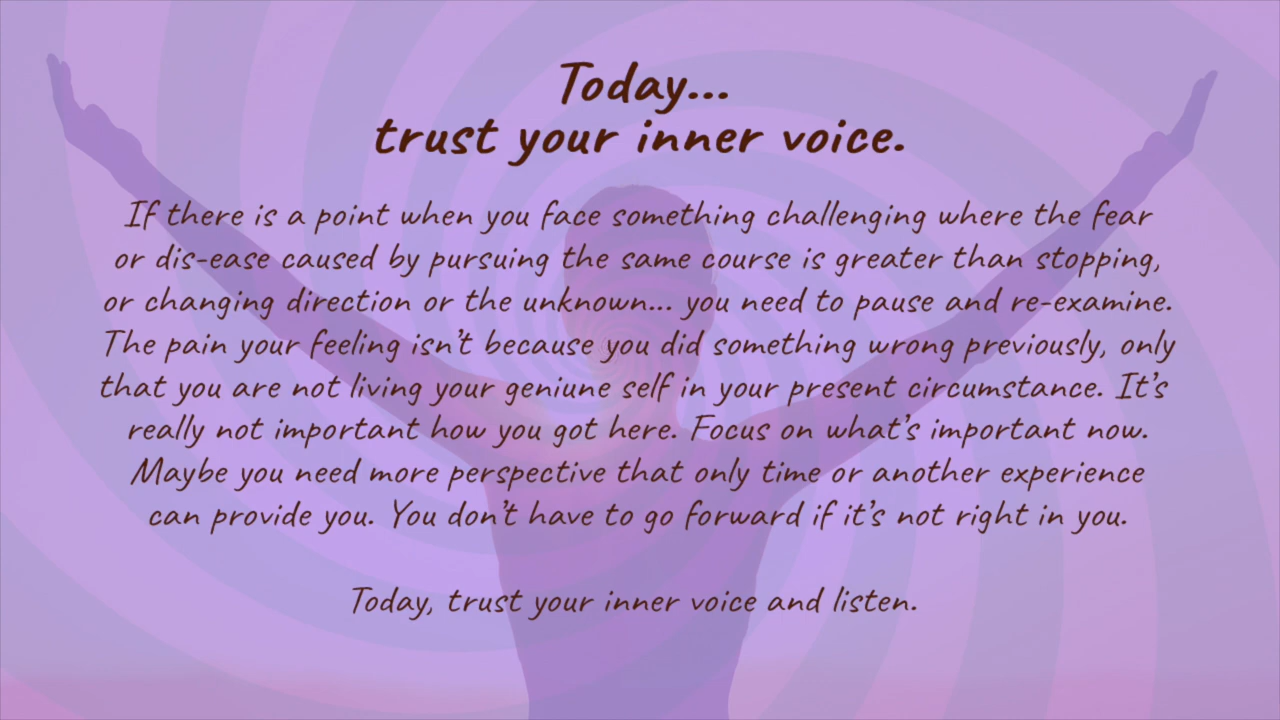 Today...
trust your inner voice.
If there is a point when you face something challenging where the fear
or dis-ease caused by pursuing the same course is greater than stopping,
or changing direction or the unknown... you need to pause and re-examine.
The pain your feeling isn’t because you did something wrong previously, only
that you are not living your geniune self in your present circumstance. It’s
really not important how you got here. Focus on what’s important now.
Maybe you need more perspective that only time or another experience
can provide you. You don’t have to go forward if it’s not right in you.
Today, trust your inner voice and listen.